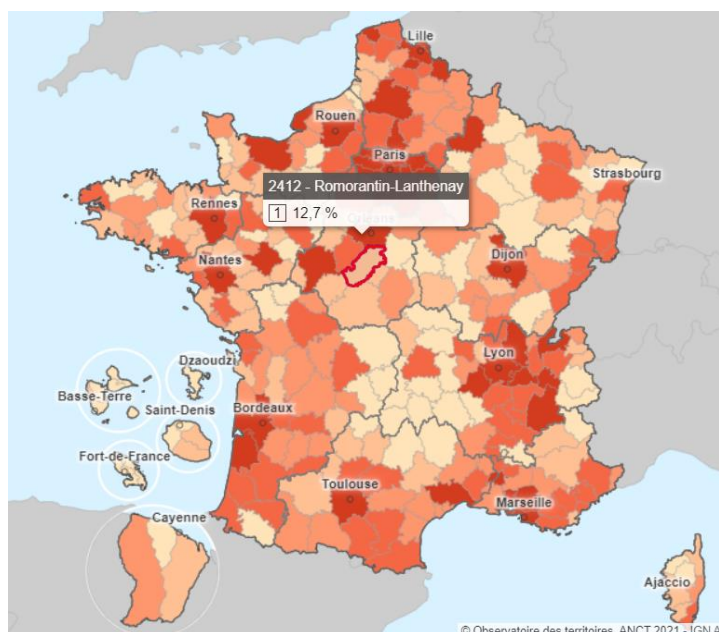 Lille
Rouen
Paris
Strasbourg
2412 - Romorantin-Lanthenay
1 12,7 %
Rennes
Orléans
Nantes
Dijon
Lyon
Dzaoudzi
Basse-Terre
Saint-Denis
Bordeaux
Fort-de-France
Toulouse
Marseille
Cayenne
Ajaccio
© Observatoire des territoires, ANCT 2021 - IGN A